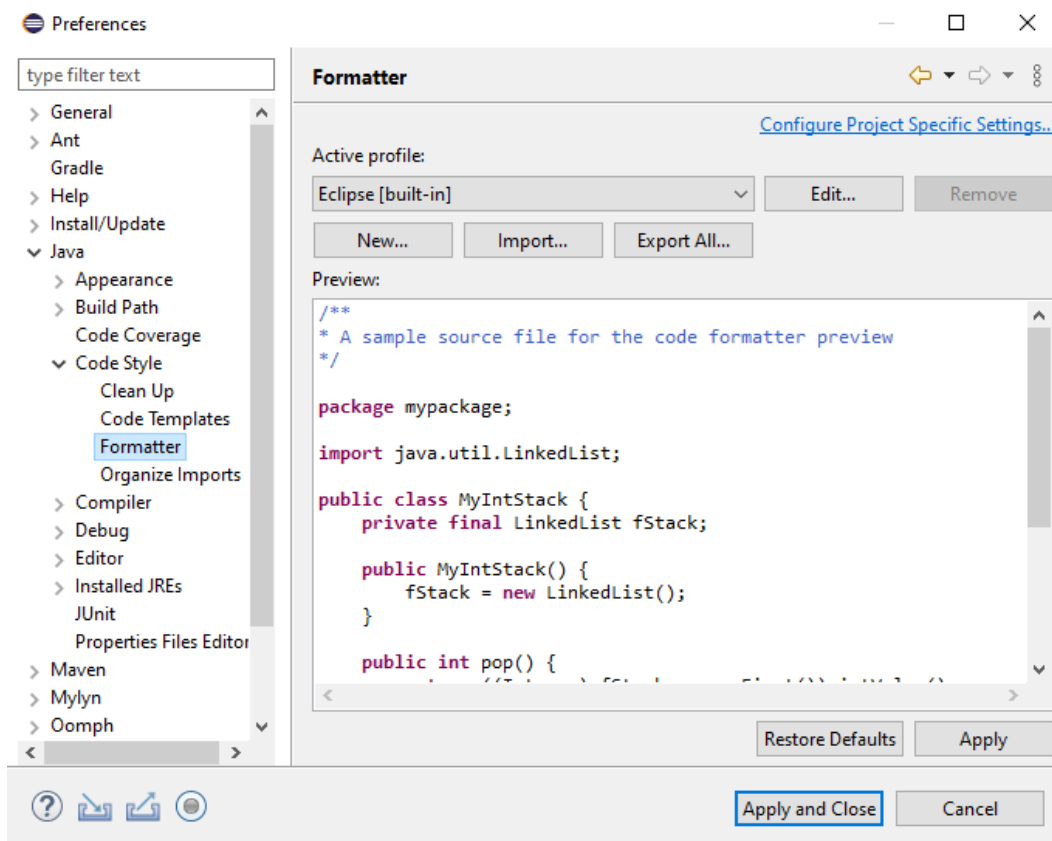 Preferences
type filter text
General
Ant
Gradle
Help
Install/Update
Java
Appearance
Build Path
Code Coverage
Code Style
Clean Up
Code Templates
Formatter
Organize Imports
Compiler
Debug
Editor
Installed JREs
JUnit
Properties Files Editor
Maven
Mylyn
Oomph
Formatter
Configure Project Specific Settings...
Active profile:
Eclipse [built-in]
Edit...
Remove
New...
Import...
Export All...
Preview:
/**
* A sample source file for the code formatter preview
*/
package mypackage;
import java.util.LinkedList;
public class MyIntStack {
private final LinkedList fStack;
public MyIntStack() {
fStack = new LinkedList();
}
public int pop() {
Restore Defaults
Apply
Apply and Close
Cancel